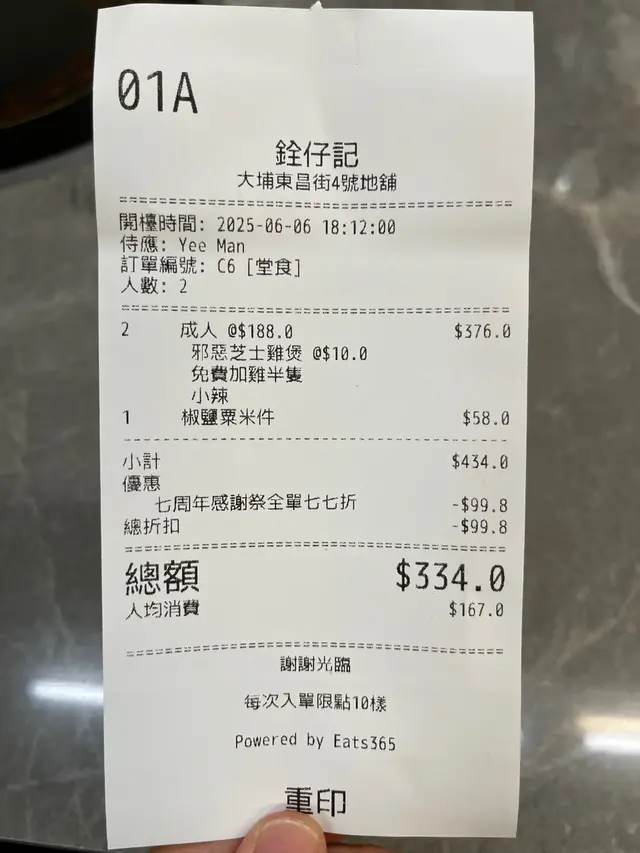 01A
銓仔記
大埔東昌街4號地舖
開檯時間: 2025-06-06 18:12:00
侍應: Yee Man
訂單編號: C6 [堂食]
人數: 2
2 成人 @$188.0 $376.0
邪惡芝士雞煲 @$10.0
免費加雞半隻
小辣
1 椒鹽粟米件 $58.0
小計 $434.0
優惠
七周年感謝祭全單七七折 -$99.8
總折扣 -$99.8
總額 $334.0
人均消費 $167.0
謝謝光臨
每次入單限點10樣
Powered by Eats365
重印